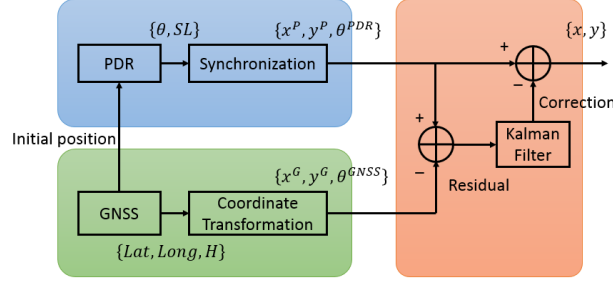 {θ, SL}
{x^P, y^P, θ^PDR}
{x, y}
PDR
Synchronization
+
−
Correction
Initial position
+
Kalman
Filter
−
Residual
{x^G, y^G, θ^GNSS}
GNSS
Coordinate
Transformation
{Lat, Long, H}